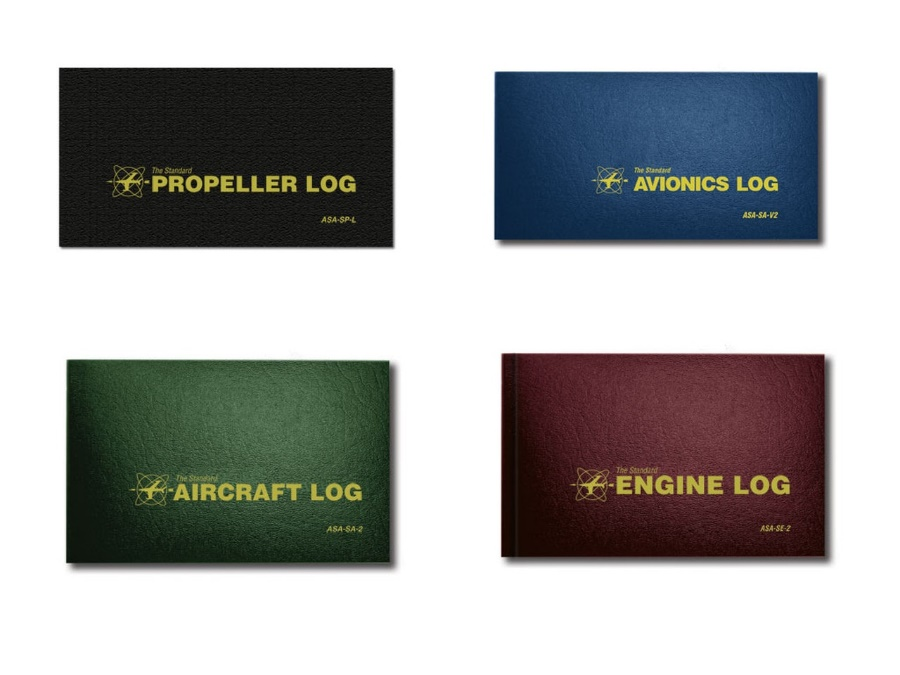 The Standard
PROPELLER LOG
ASA-SP-L
The Standard
AVIONICS LOG
ASA-SA-V2
The Standard
AIRCRAFT LOG
ASA-SA-2
The Standard
ENGINE LOG
ASA-SE-2